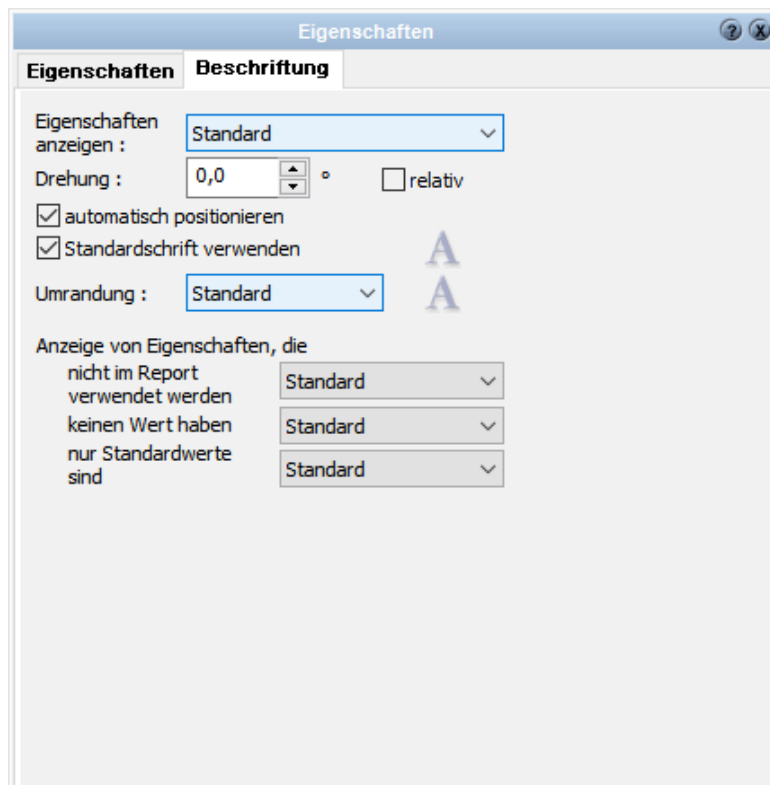 Eigenschaften
Eigenschaften Beschriftung
Eigenschaften
anzeigen :
Standard
Drehung :
0,0
°
relativ
automatisch positionieren
Standardschrift verwenden
A
Umrandung :
Standard
A
Anzeige von Eigenschaften, die
nicht im Report
verwendet werden
Standard
keinen Wert haben
Standard
nur Standardwerte
sind
Standard